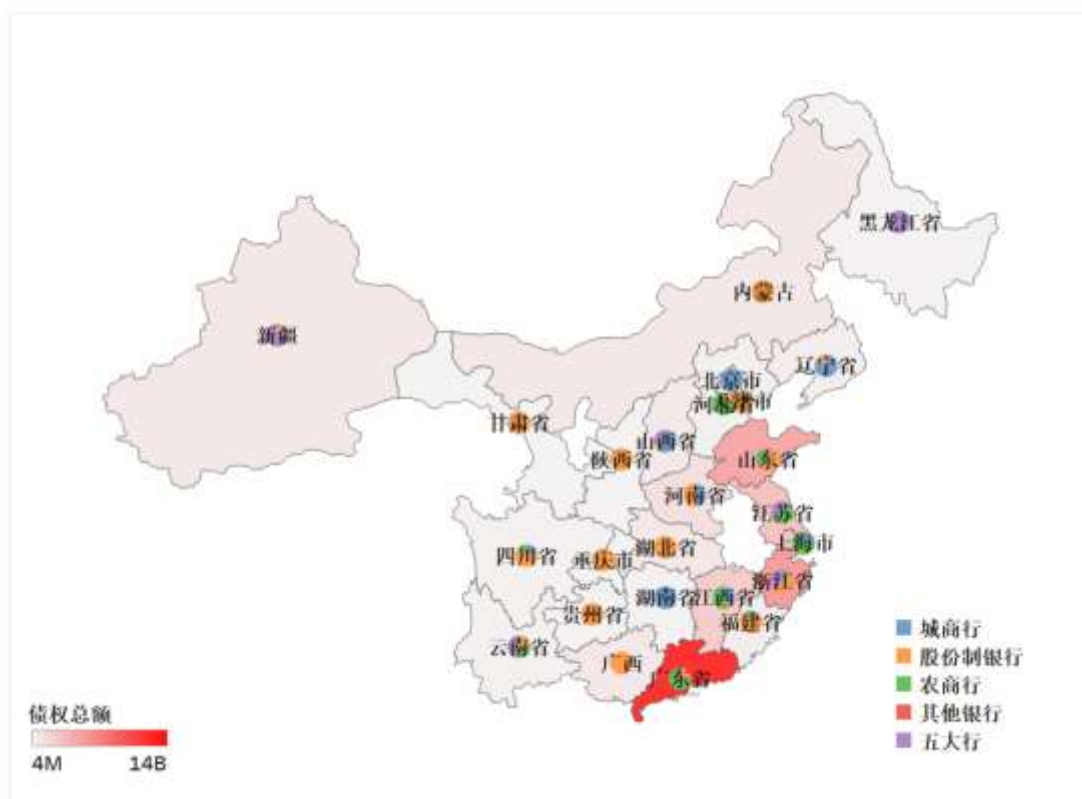 黑龙江省
内蒙古
新疆
辽宁省
北京市
河北省
甘肃省
山西省
陕西省
山东省
河南省
江苏省
上海市
四川省
重庆市
湖北省
浙江省
湖南省
江西省
贵州省
福建省
云南省
广西
广东省
城商行
股份制银行
农商行
其他银行
五大行
债权总额
4M
14B